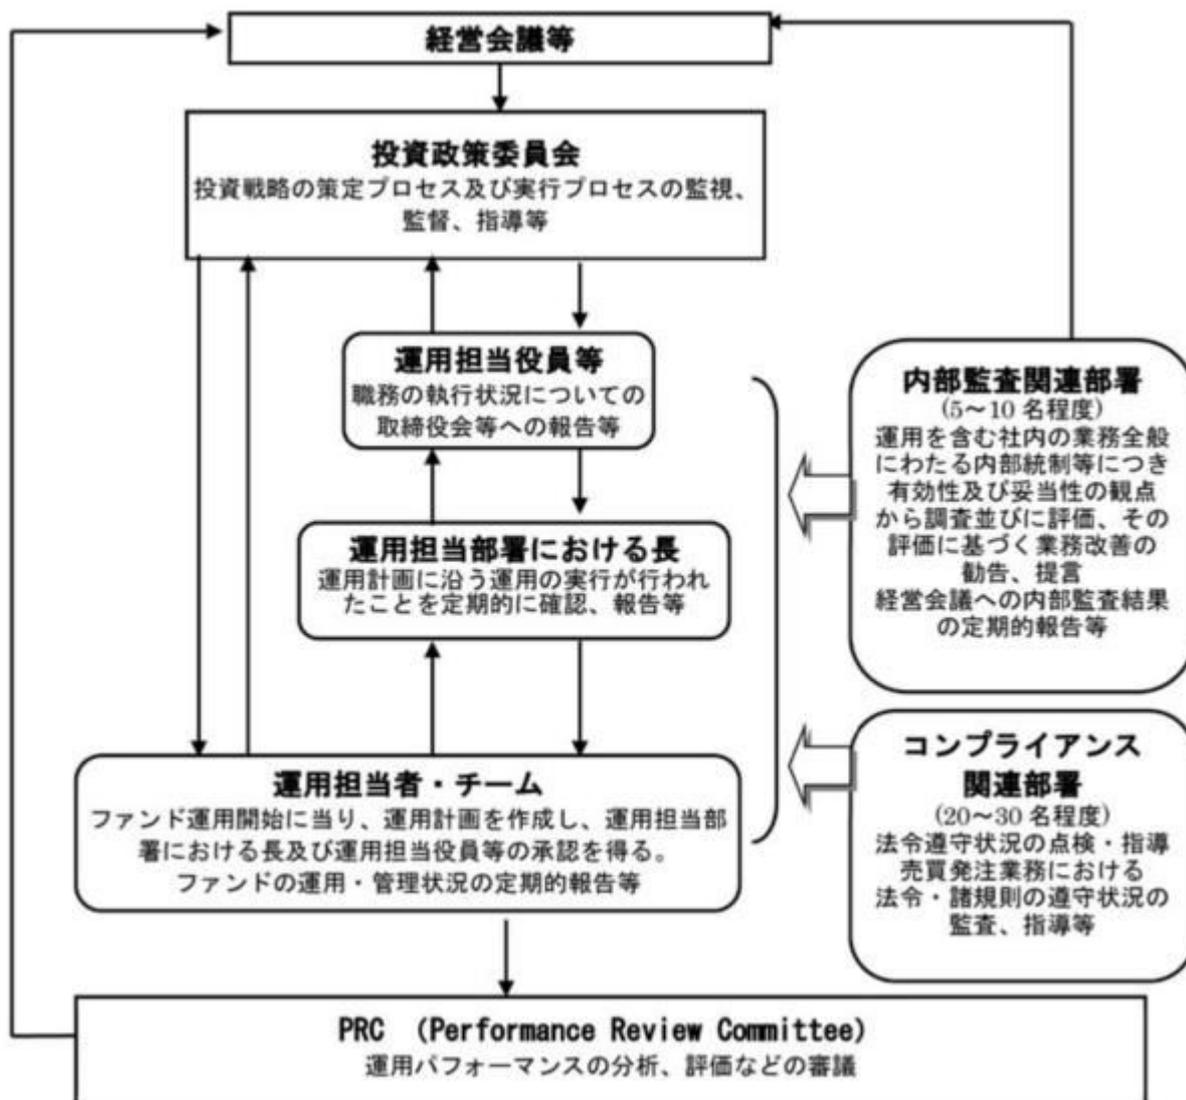 経営会議等
投資政策委員会
投資戦略の策定プロセス及び実行プロセスの監視、
監督、指導等
運用担当役員等
職務の執行状況についての
取締役会等への報告等
運用担当部署における長
運用計画に沿う運用の実行が行われ
たことを定期的に確認、報告等
運用担当者・チーム
ファンド運用開始に当り、運用計画を作成し、運用担当部
署における長及び運用担当役員等の承認を得る。
ファンドの運用・管理状況の定期的報告等
内部監査関連部署
(5～10 名程度)
運用を含む社内の業務全般
にわたる内部統制等につき
有効性及び妥当性の観点
から調査並びに評価、その
評価に基づく業務改善の
勧告、提言
経営会議への内部監査結果
の定期的報告等
コンプライアンス
関連部署
(20～30 名程度)
法令遵守状況の点検・指導
売買発注業務における
法令・諸規則の遵守状況の
監査、指導等
PRC (Performance Review Committee)
運用パフォーマンスの分析、評価などの審議